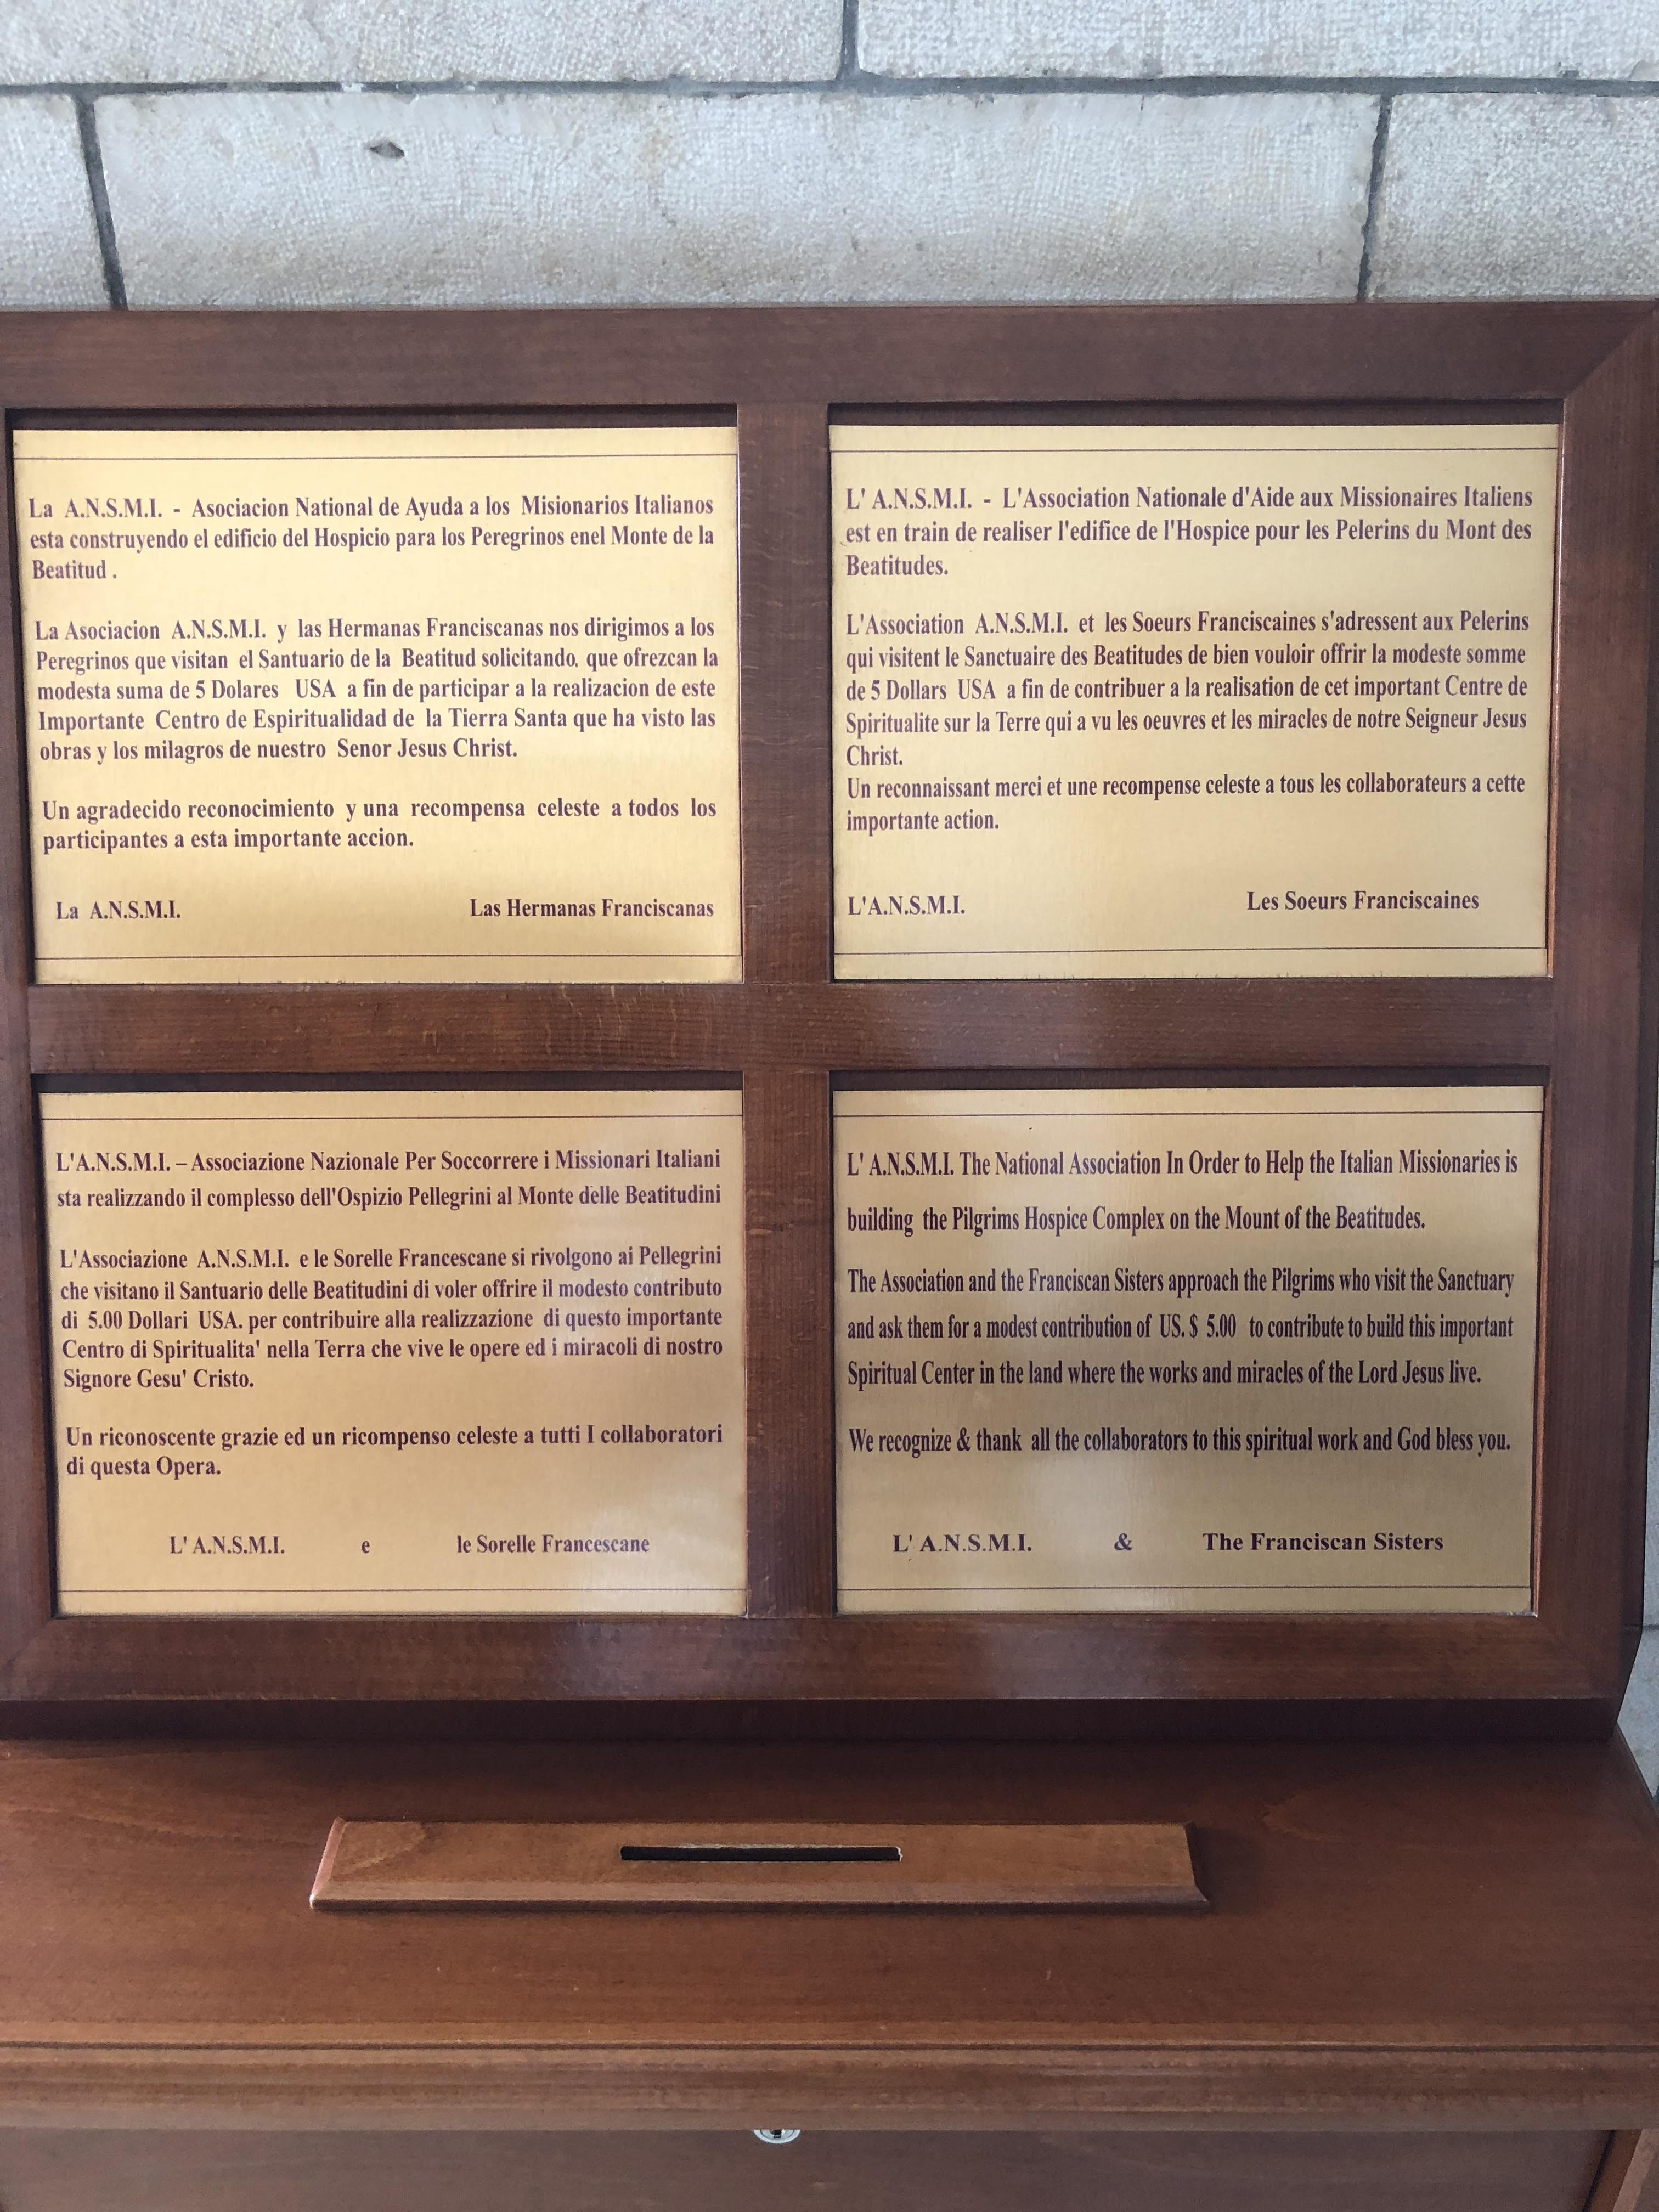 La A.N.S.M.I. - Asociacion National de Ayuda a los Misionarios Italianos
esta construyendo el edificio del Hospicio para los Peregrinos enel Monte de la
Beatitud .
La Asociacion A.N.S.M.I. y las Hermanas Franciscanas nos dirigimos a los
Peregrinos que visitan el Santuario de la Beatitud solicitando, que ofrezcan la
modesta suma de 5 Dolares USA a fin de participar a la realizacion de este
Importante Centro de Espiritualidad de la Tierra Santa que ha visto las
obras y los milagros de nuestro Senor Jesus Christ.
Un agradecido reconocimiento y una recompensa celeste a todos los
participantes a esta importante accion.
La A.N.S.M.I. Las Hermanas Franciscanas
L' A.N.S.M.I. - L'Association Nationale d'Aide aux Missionaires Italiens
est en train de realiser l'edifice de l'Hospice pour les Pelerins du Mont des
Beatitudes.
L'Association A.N.S.M.I. et les Soeurs Franciscaines s'adressent aux Pelerins
qui visitent le Sanctuaire des Beatitudes de bien vouloir offrir la modeste somme
de 5 Dollars USA a fin de contribuer a la realisation de cet important Centre de
Spiritualite sur la Terre qui a vu les oeuvres et les miracles de notre Seigneur Jesus
Christ.
Un reconnaissant merci et une recompense celeste a tous les collaborateurs a cette
importante action.
L'A.N.S.M.I. Les Soeurs Franciscaines
L'A.N.S.M.I. – Associazione Nazionale Per Soccorrere i Missionari Italiani
sta realizzando il complesso dell'Ospizio Pellegrini al Monte delle Beatitudini
L'Associazione A.N.S.M.I. e le Sorelle Francescane si rivolgono ai Pellegrini
che visitano il Santuario delle Beatitudini di voler offrire il modesto contributo
di 5.00 Dollari USA. per contribuire alla realizzazione di questo importante
Centro di Spiritualita' nella Terra che vive le opere ed i miracoli di nostro
Signore Gesu' Cristo.
Un riconoscente grazie ed un ricompenso celeste a tutti I collaboratori
di questa Opera.
L' A.N.S.M.I. e le Sorelle Francescane
L' A.N.S.M.I. The National Association In Order to Help the Italian Missionaries is
building the Pilgrims Hospice Complex on the Mount of the Beatitudes.
The Association and the Franciscan Sisters approach the Pilgrims who visit the Sanctuary
and ask them for a modest contribution of US. $ 5.00 to contribute to build this important
Spiritual Center in the land where the works and miracles of the Lord Jesus live.
We recognize & thank all the collaborators to this spiritual work and God bless you.
L' A.N.S.M.I. & The Franciscan Sisters